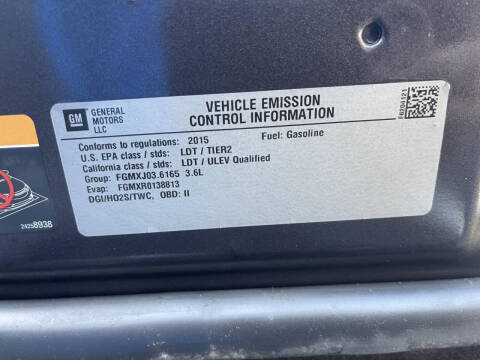 GM
GENERAL
MOTORS
LLC
VEHICLE EMISSION
CONTROL INFORMATION
Conforms to regulations: 2015 Fuel: Gasoline
U.S. EPA class / stds: LDT / TIER2
California class / stds: LDT / ULEV Qualified
Group: FGMXJ03.6165 3.6L
Evap: FGMXR0138813
DGI/HO2S/TWC, OBD: II
24258938